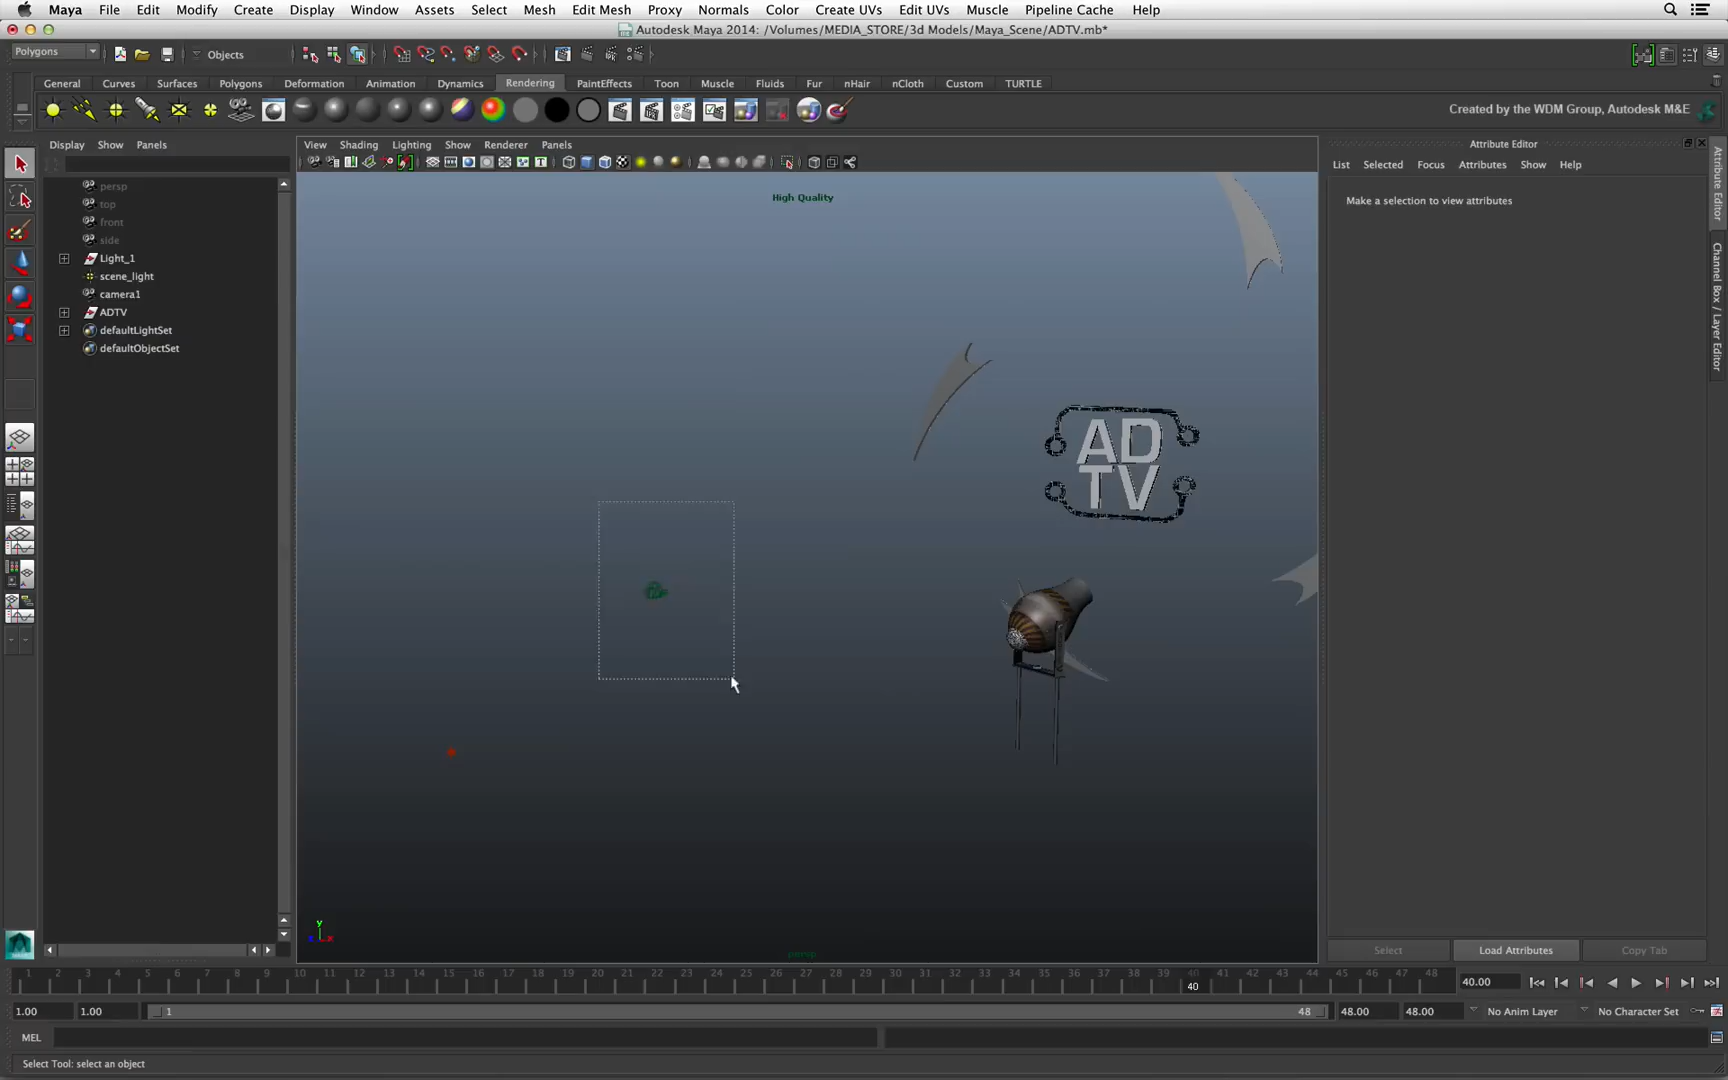 Maya File Edit Modify Create Display Window Assets Select Mesh Edit Mesh Proxy Normals Color Create UVs Edit UVs Muscle Pipeline Cache Help
Autodesk Maya 2014: /Volumes/MEDIA_STORE/3d Models/Maya_Scene/ADTV.mb*
Polygons Objects
General Curves Surfaces Polygons Deformation Animation Dynamics Rendering PaintEffects Toon Muscle Fluids Fur nHair nCloth Custom TURTLE
Created by the WDM Group, Autodesk M&E
Display Show Panels
View Shading Lighting Show Renderer Panels
Attribute Editor
List Selected Focus Attributes Show Help
Make a selection to view attributes
Attribute Editor
Channel Box / Layer Editor
persp
top
front
side
Light_1
scene_light
camera1
ADTV
defaultLightSet
defaultObjectSet
High Quality
AD
TV
y
z x
persp
Select Load Attributes Copy Tab
1 2 3 4 5 6 7 8 9 10 11 12 13 14 15 16 17 18 19 20 21 22 23 24 25 26 27 28 29 30 31 32 33 34 35 36 37 38 39 40 41 42 43 44 45 46 47 48
40
40.00
1.00 1.00 1 48 48.00 48.00 No Anim Layer No Character Set
MEL
Select Tool: select an object